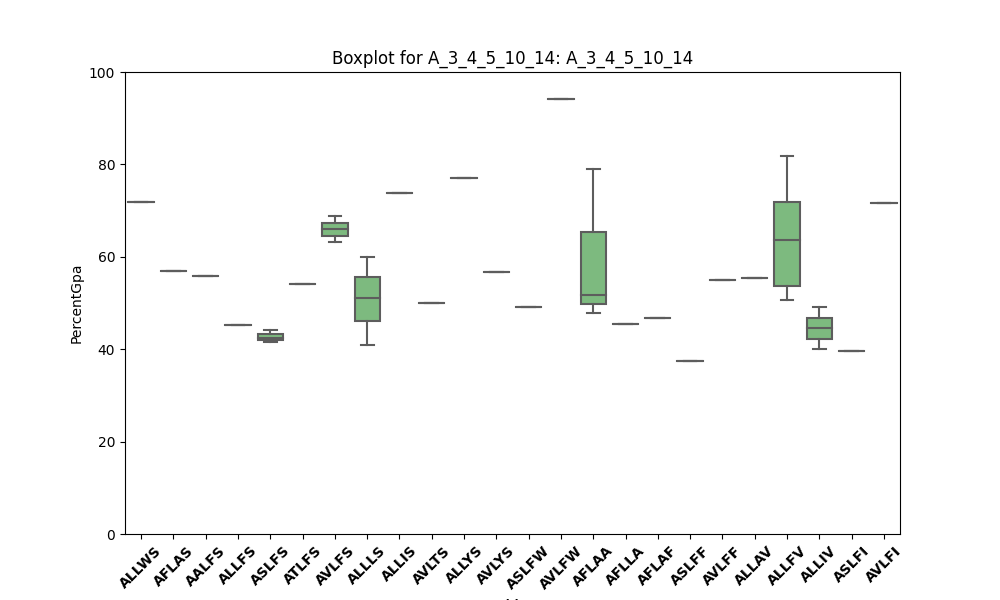 Boxplot for A_3_4_5_10_14: A_3_4_5_10_14
100
80
60
40
20
0
PercentGpa
ALLWS
AFLAS
AALFS
ALLFS
ASLFS
ATLFS
AVLFS
ALLLS
ALLIS
AVLTS
ALLYS
AVLYS
ASLFW
AVLFW
AFLAA
AFLLA
AFLAF
ASLFF
AVLFF
ALLAV
ALLFV
ALLIV
ASLFI
AVLFI